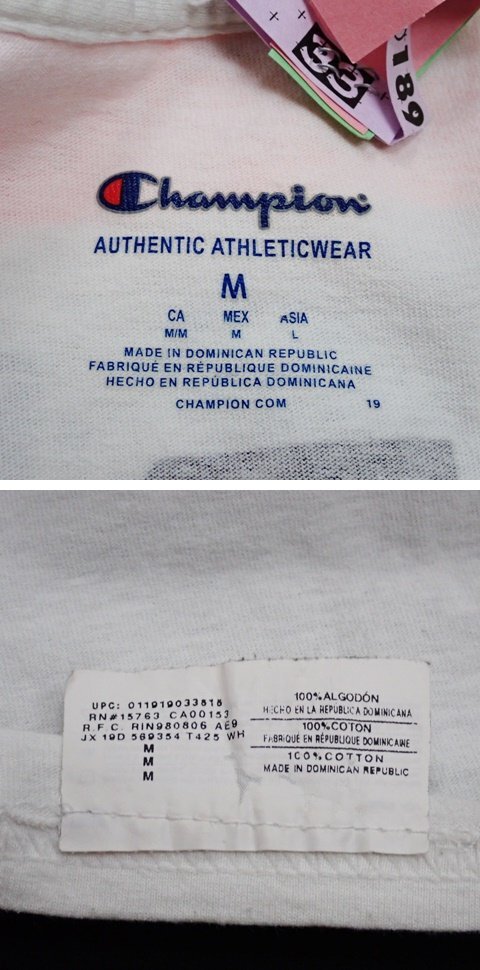 189
Champion
AUTHENTIC ATHLETICWEAR
M
CA MEX ASIA
M/M M L
MADE IN DOMINICAN REPUBLIC
FABRIQUÉ EN RÉPUBLIQUE DOMINICAINE
HECHO EN REPÚBLICA DOMINICANA
CHAMPION.COM 19
UPC: 011919033818
RN#15763 CA00153
R.F.C. RIN980806 AE9
JX 19D 569354 T425 WH
M
M
M
100% ALGODÓN
HECHO EN LA REPUBLICA DOMINICANA
100% COTON
FABRIQUÉ EN RÉPUBLIQUE DOMINICAINE
100% COTTON
MADE IN DOMINICAN REPUBLIC